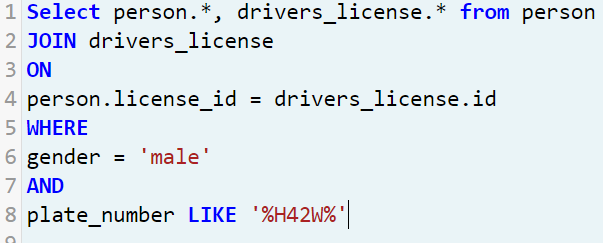 1 Select person.*, drivers_license.* from person
2 JOIN drivers_license
3 ON
4 person.license_id = drivers_license.id
5 WHERE
6 gender = 'male'
7 AND
8 plate_number LIKE '%H42W%'
9